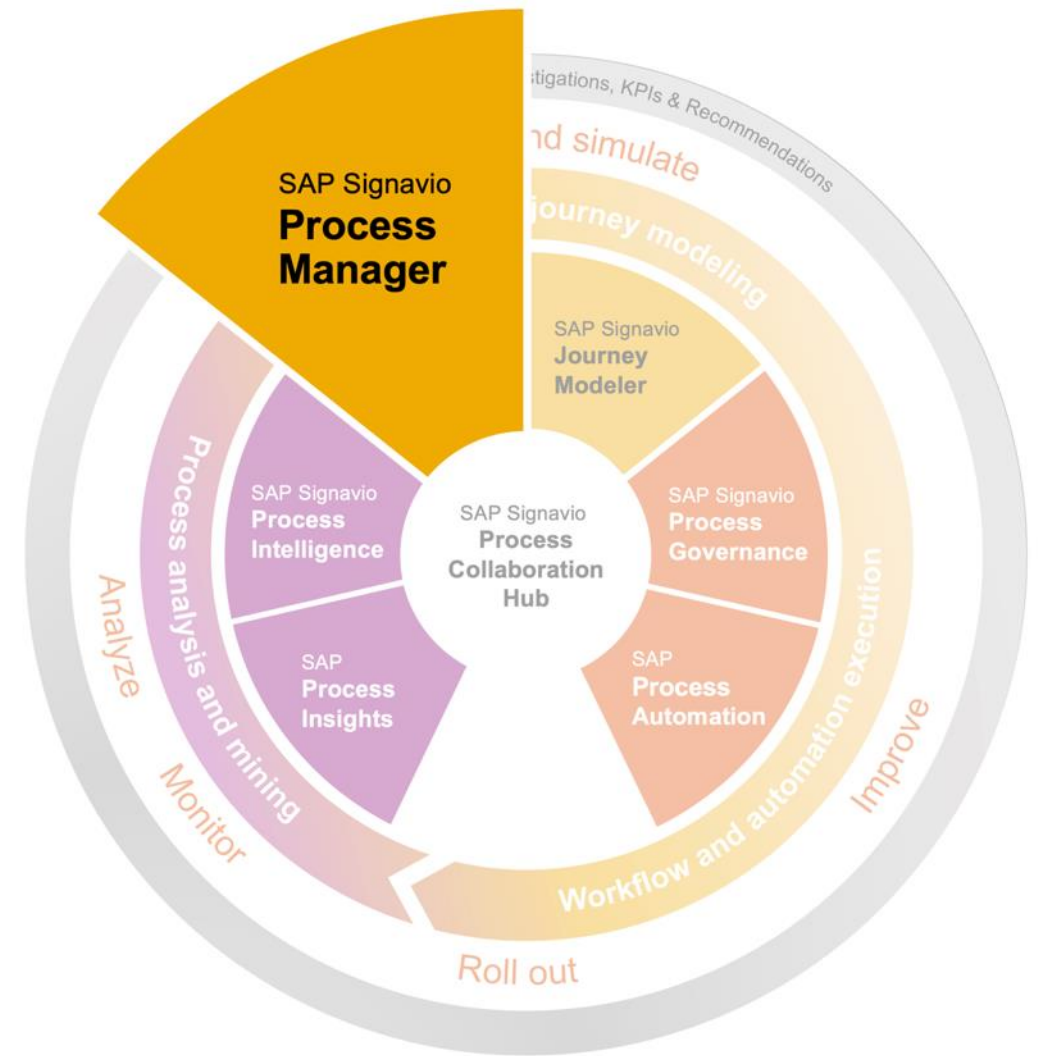 SAP Signavio
Process
Manager
KPIs & Recommendations
simulate
journey modeling
SAP Signavio
Journey
Modeler
SAP Signavio
Process
Intelligence
SAP Signavio
Process
Collaboration
Hub
SAP Signavio
Process
Governance
SAP
Process
Insights
SAP
Process
Automation
Process analysis and mining
Workflow and automation execution
Analyze
Monitor
Roll out
Improve